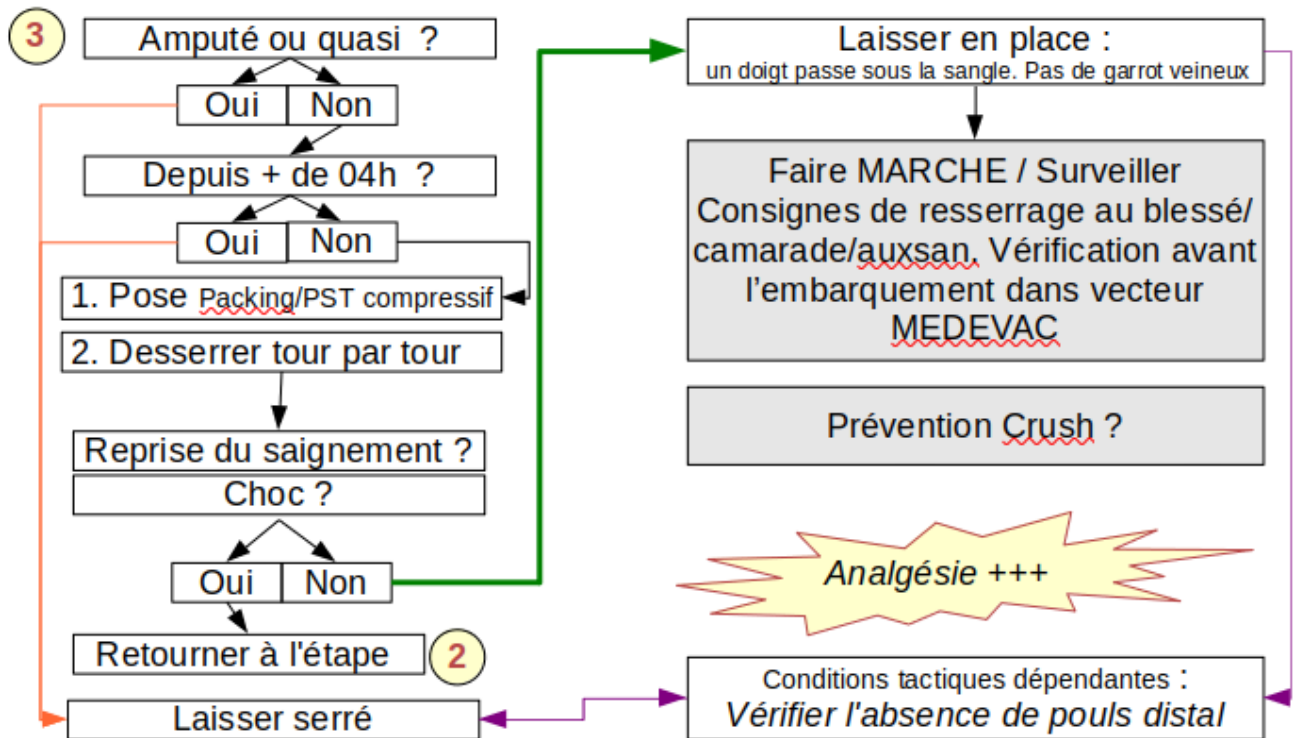 3
Amputé ou quasi ?
Oui
Non
Depuis + de 04h ?
Oui
Non
1. Pose Packing/PST compressif
2. Desserrer tour par tour
Reprise du saignement ?
Choc ?
Oui
Non
Retourner à l'étape
2
Laisser serré
Laisser en place :
un doigt passe sous la sangle. Pas de garrot veineux
Faire MARCHE / Surveiller
Consignes de resserrage au blessé/
camarade/auxsan. Vérification avant
l’embarquement dans vecteur
MEDEVAC
Prévention Crush ?
Analgésie +++
Conditions tactiques dépendantes :
Vérifier l'absence de pouls distal